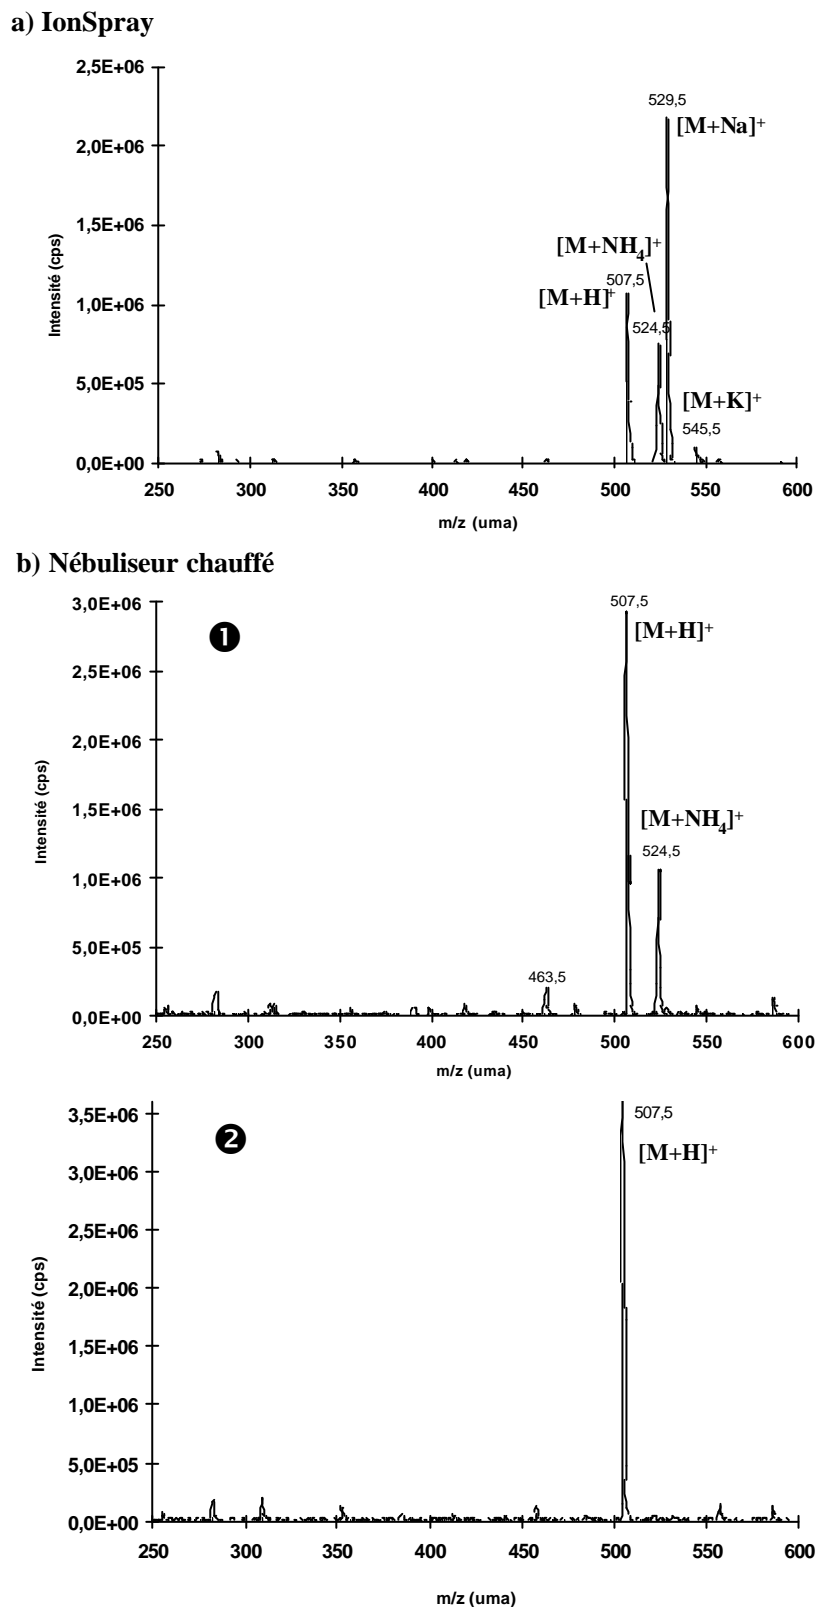 a) IonSpray
2,5E+06
2,0E+06
1,5E+06
1,0E+06
5,0E+05
0,0E+00
Intensité (cps)
529,5
[M+Na]+
[M+NH4]+
507,5
[M+H]+
524,5
[M+K]+
545,5
250 300 350 400 450 500 550 600
m/z (uma)
b) Nébuliseur chauffé
❶
3,0E+06
2,5E+06
2,0E+06
1,5E+06
1,0E+06
5,0E+05
0,0E+00
Intensité (cps)
507,5
[M+H]+
[M+NH4]+
524,5
463,5
250 300 350 400 450 500 550 600
m/z (uma)
❷
3,5E+06
3,0E+06
2,5E+06
2,0E+06
1,5E+06
1,0E+06
5,0E+05
0,0E+00
Intensité (cps)
507,5
[M+H]+
250 300 350 400 450 500 550 600
m/z (uma)